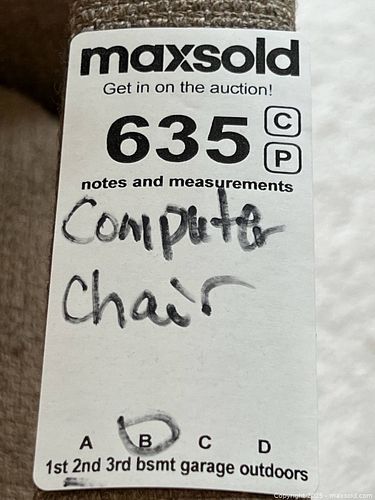 maxsold
Get in on the auction!
635 C
P
notes and measurements
Computer
Chair
A B C D
1st 2nd 3rd bsmt garage outdoors
Copyright 2025 - maxsold.com